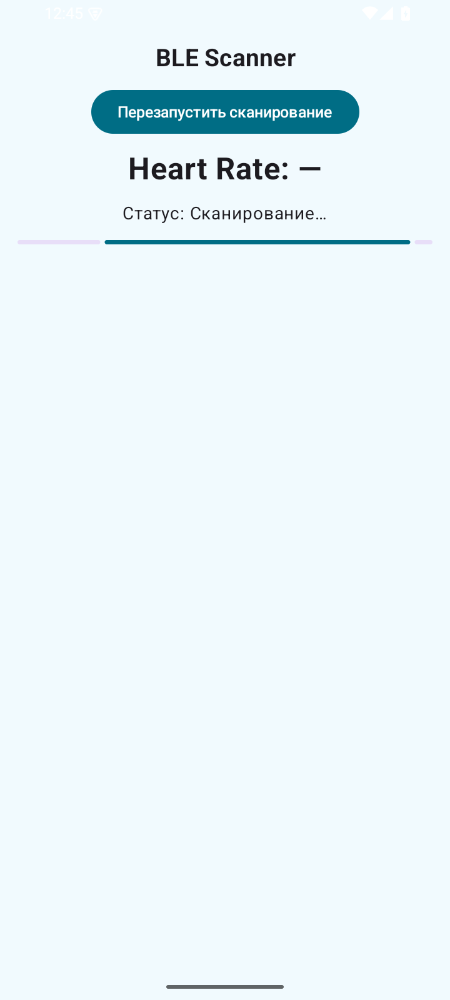 12:45
BLE Scanner
Перезапустить сканирование
Heart Rate: —
Статус: Сканирование…